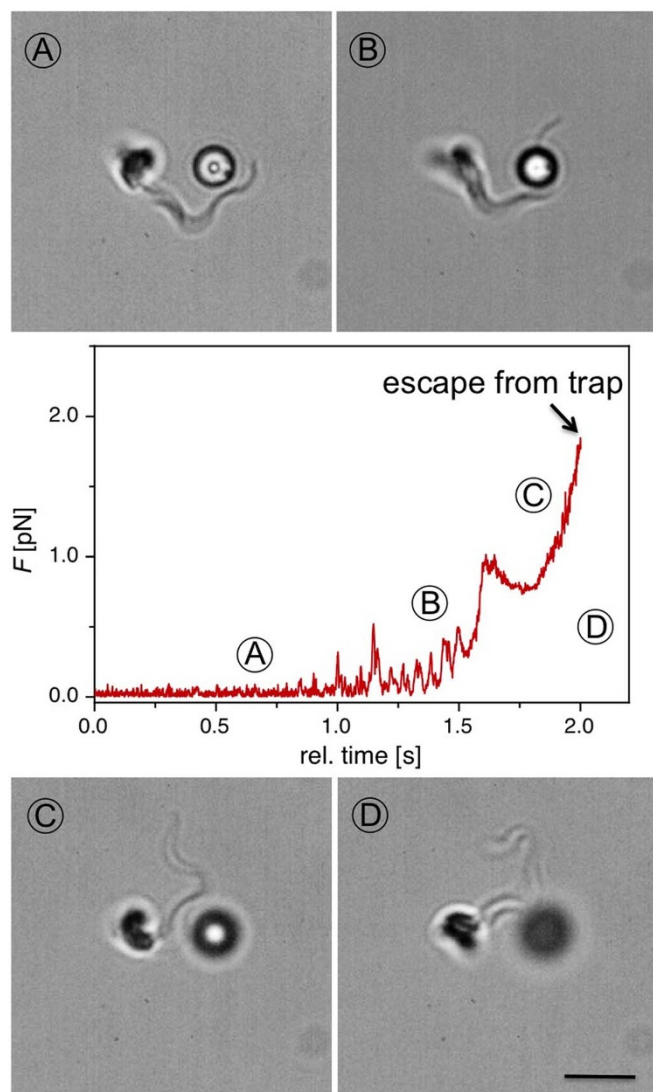 Ⓐ
Ⓑ
escape from trap
F [pN]
2.0
1.0
0.0
Ⓐ
Ⓑ
Ⓒ
Ⓓ
0.0 0.5 1.0 1.5 2.0
rel. time [s]
Ⓒ
Ⓓ